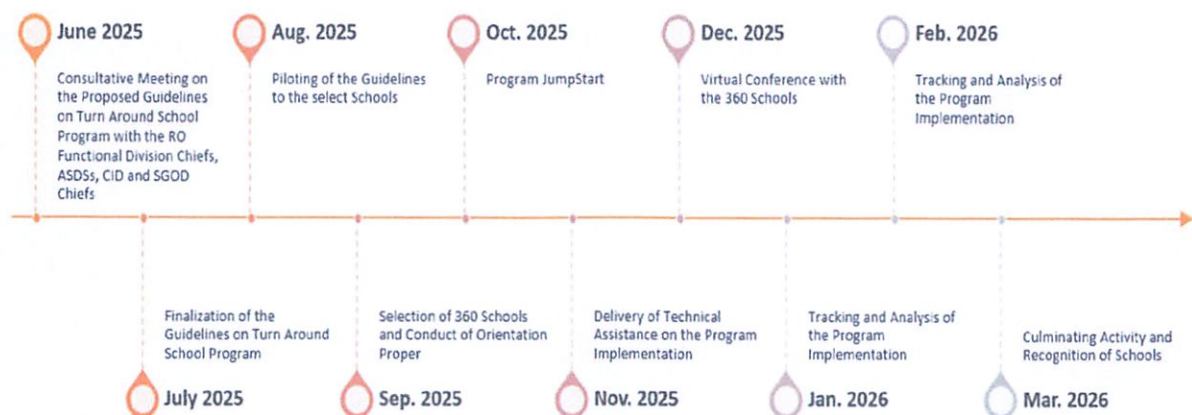 June 2025
Consultative Meeting on
the Proposed Guidelines
on Turn Around School
Program with the RO
Functional Division Chiefs,
ASDSs, CID and SGOD
Chiefs
Aug. 2025
Piloting of the Guidelines
to the select Schools
Oct. 2025
Program JumpStart
Dec. 2025
Virtual Conference with
the 360 Schools
Feb. 2026
Tracking and Analysis of
the Program
Implementation
Finalization of the
Guidelines on Turn Around
School Program
July 2025
Selection of 360 Schools
and Conduct of Orientation
Proper
Sep. 2025
Delivery of Technical
Assistance on the Program
Implementation
Nov. 2025
Tracking and Analysis of
the Program
Implementation
Jan. 2026
Culminating Activity and
Recognition of Schools
Mar. 2026